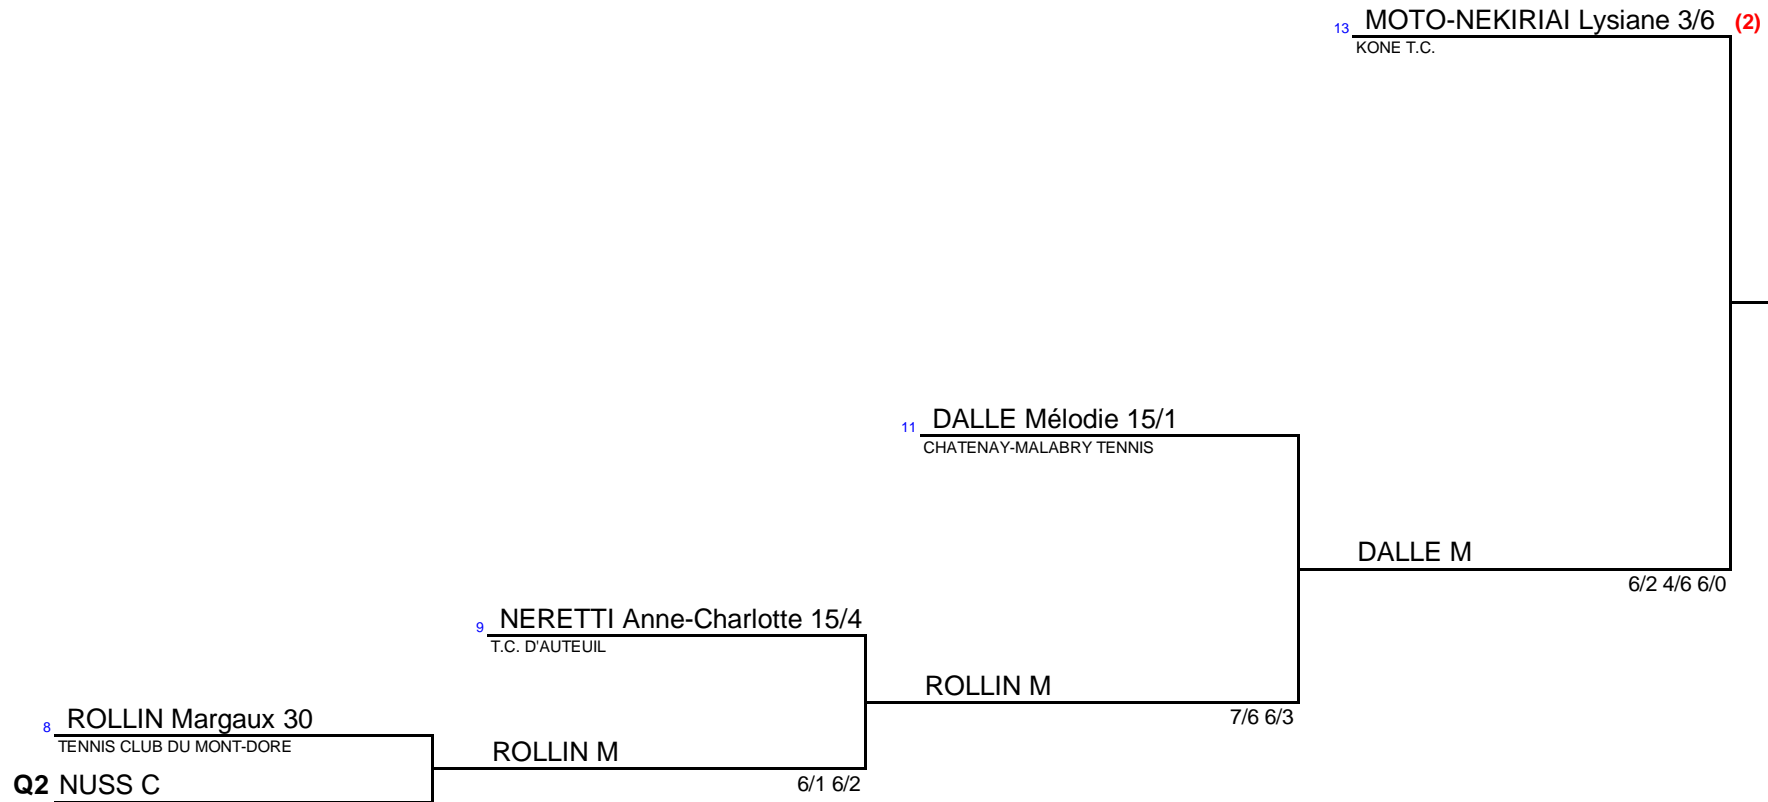 13 MOTO-NEKIRIAI Lysiane 3/6 (2)
KONE T.C.
11 DALLE Mélodie 15/1
CHATENAY-MALABRY TENNIS
DALLE M
6/2 4/6 6/0
9 NERETTI Anne-Charlotte 15/4
T.C. D'AUTEUIL
ROLLIN M
7/6 6/3
8 ROLLIN Margaux 30
TENNIS CLUB DU MONT-DORE
ROLLIN M
6/1 6/2
Q2 NUSS C